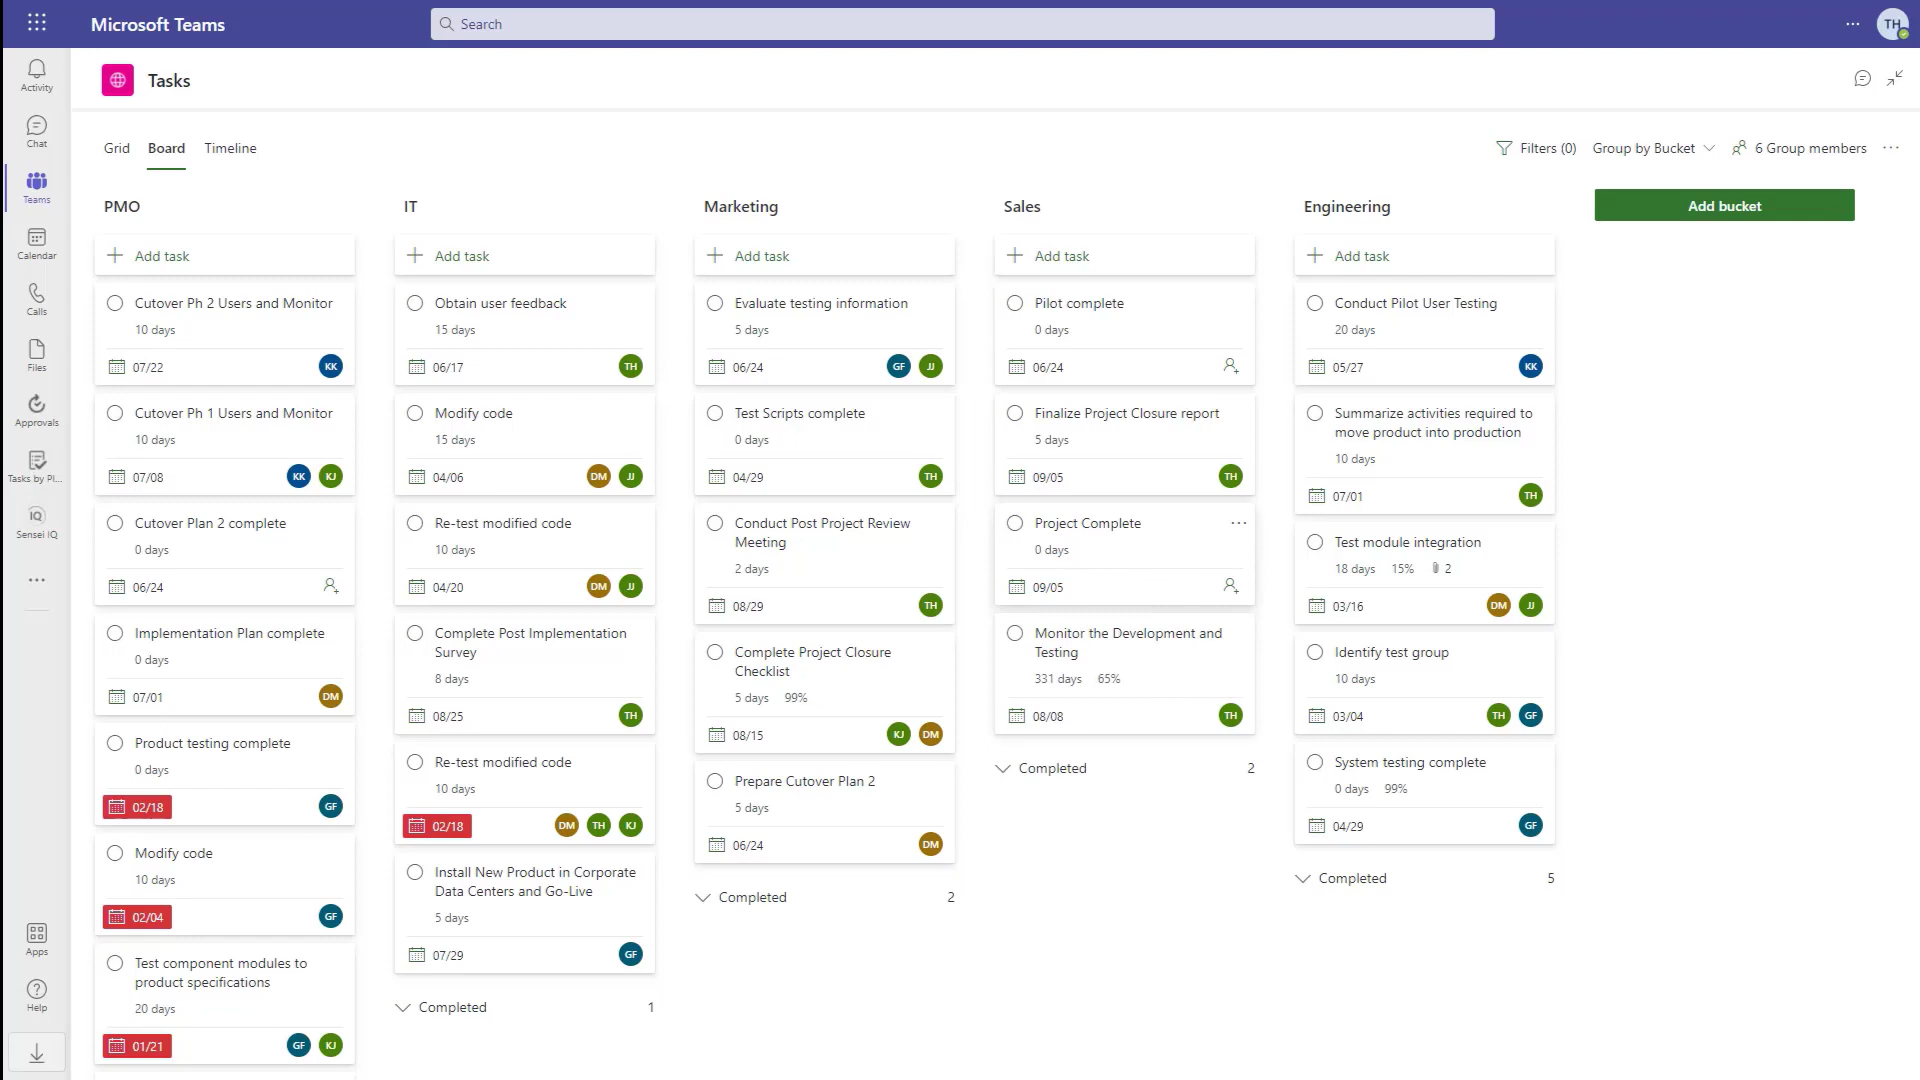 Microsoft Teams
Search
TH
Activity
Chat
Teams
Calendar
Calls
Files
Approvals
Tasks by Pl...
IQ
Sensei IQ
Apps
Help
Tasks
Grid
Board
Timeline
Filters (0)
Group by Bucket
6 Group members
PMO
Add task
Cutover Ph 2 Users and Monitor
10 days
07/22
KK
Cutover Ph 1 Users and Monitor
10 days
07/08
KK
KJ
Cutover Plan 2 complete
0 days
06/24
Implementation Plan complete
0 days
07/01
DM
Product testing complete
0 days
02/18
GF
Modify code
10 days
02/04
GF
Test component modules to
product specifications
20 days
01/21
GF
KJ
IT
Add task
Obtain user feedback
15 days
06/17
TH
Modify code
15 days
04/06
DM
JJ
Re-test modified code
10 days
04/20
DM
JJ
Complete Post Implementation
Survey
8 days
08/25
TH
Re-test modified code
10 days
02/18
DM
TH
KJ
Install New Product in Corporate
Data Centers and Go-Live
5 days
07/29
GF
Completed
1
Marketing
Add task
Evaluate testing information
5 days
06/24
GF
JJ
Test Scripts complete
0 days
04/29
TH
Conduct Post Project Review
Meeting
2 days
08/29
TH
Complete Project Closure
Checklist
5 days 99%
08/15
KJ
DM
Prepare Cutover Plan 2
5 days
06/24
DM
Completed
2
Sales
Add task
Pilot complete
0 days
06/24
Finalize Project Closure report
5 days
09/05
TH
Project Complete
0 days
09/05
Monitor the Development and
Testing
331 days 65%
08/08
TH
Completed
2
Engineering
Add task
Conduct Pilot User Testing
20 days
05/27
KK
Summarize activities required to
move product into production
10 days
07/01
TH
Test module integration
18 days 15% 2
03/16
DM
JJ
Identify test group
10 days
03/04
TH
GF
System testing complete
0 days 99%
04/29
GF
Completed
5
Add bucket